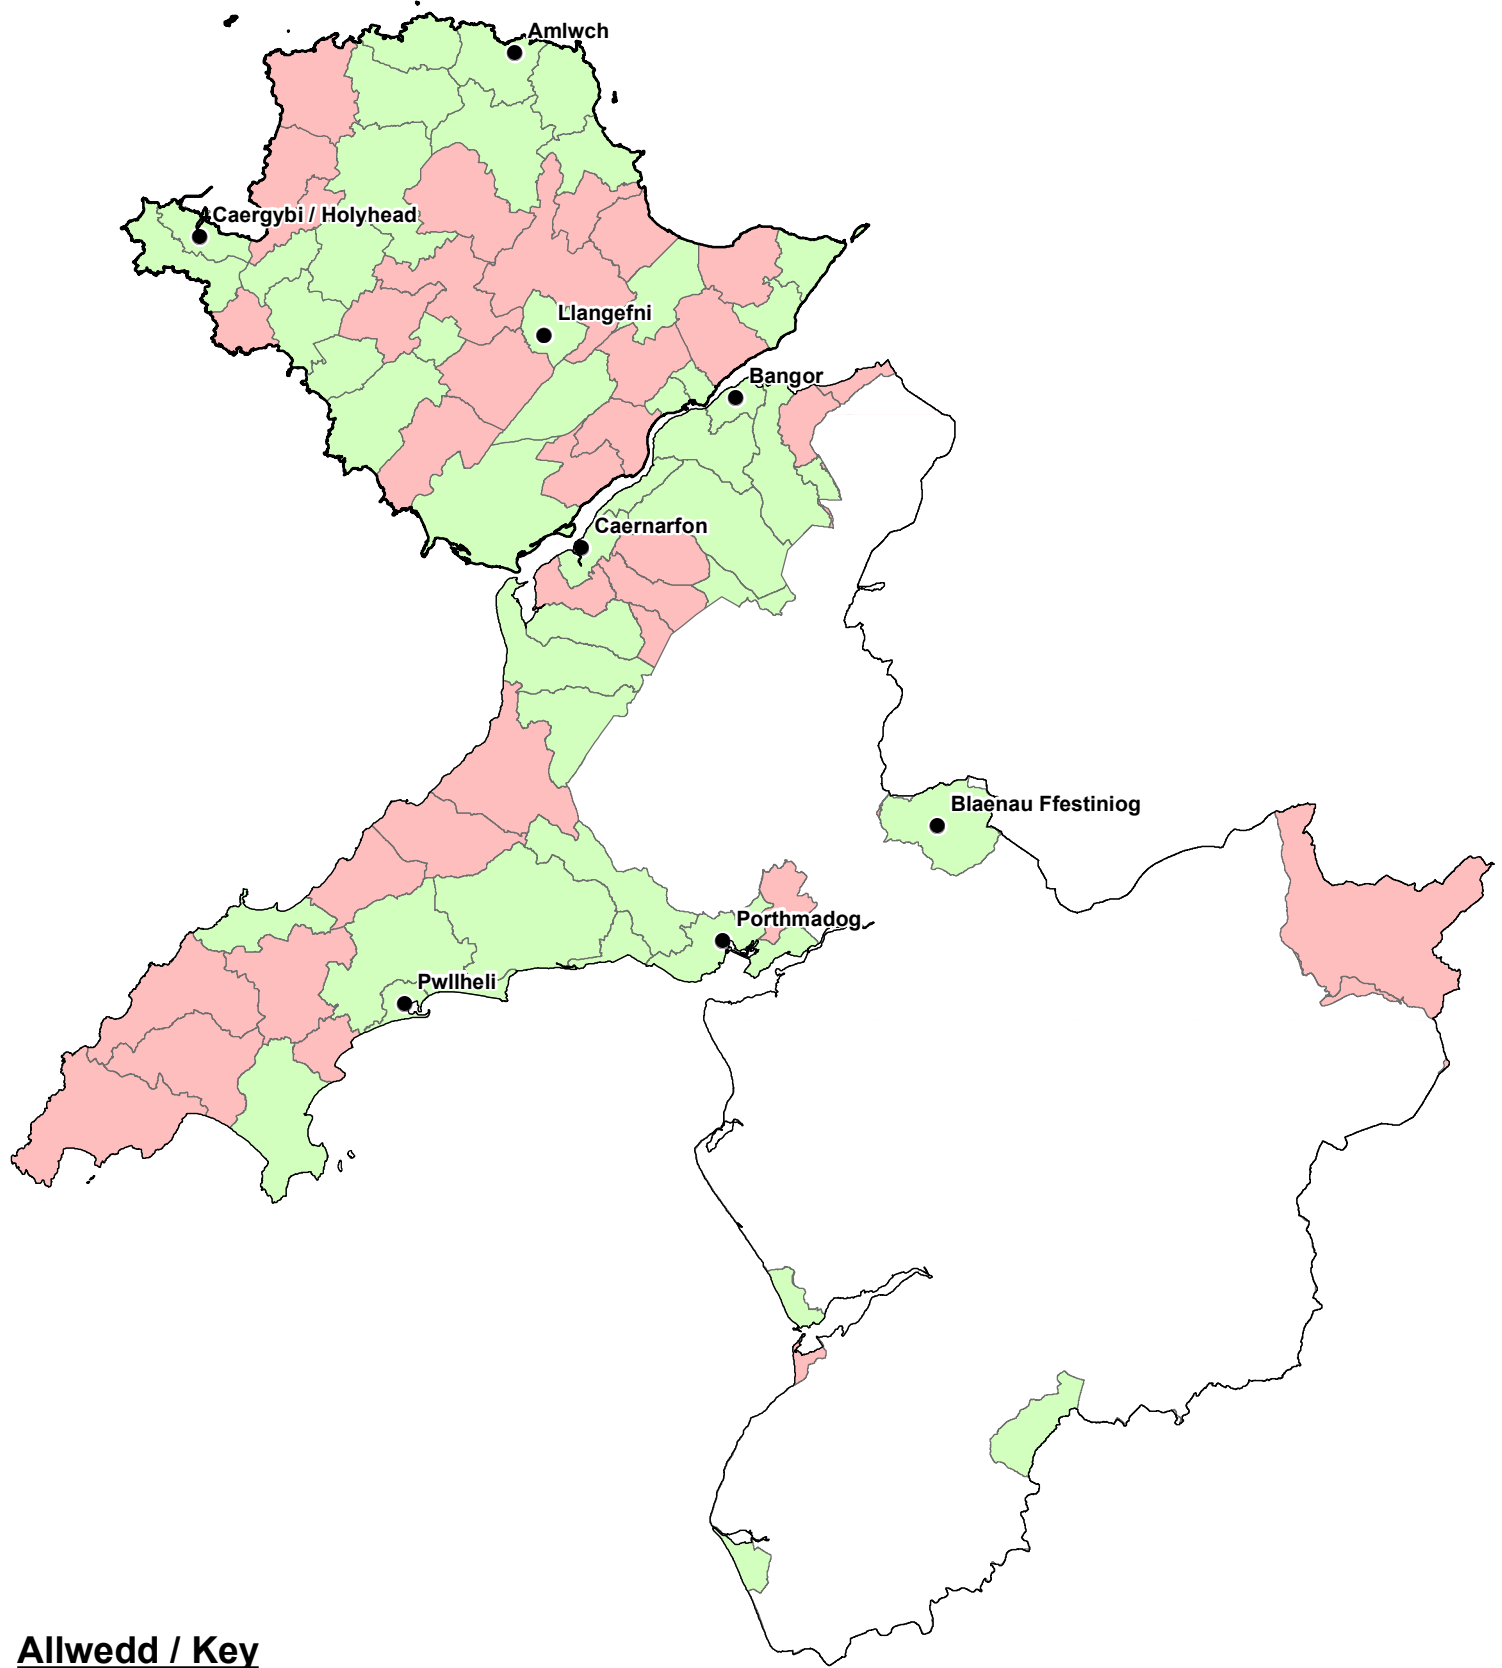 Amlwch
Caergybi / Holyhead
Llangefni
Bangor
Caernarfon
Blaenau Ffestiniog
Porthmadog
Pwllheli
Allwedd / Key